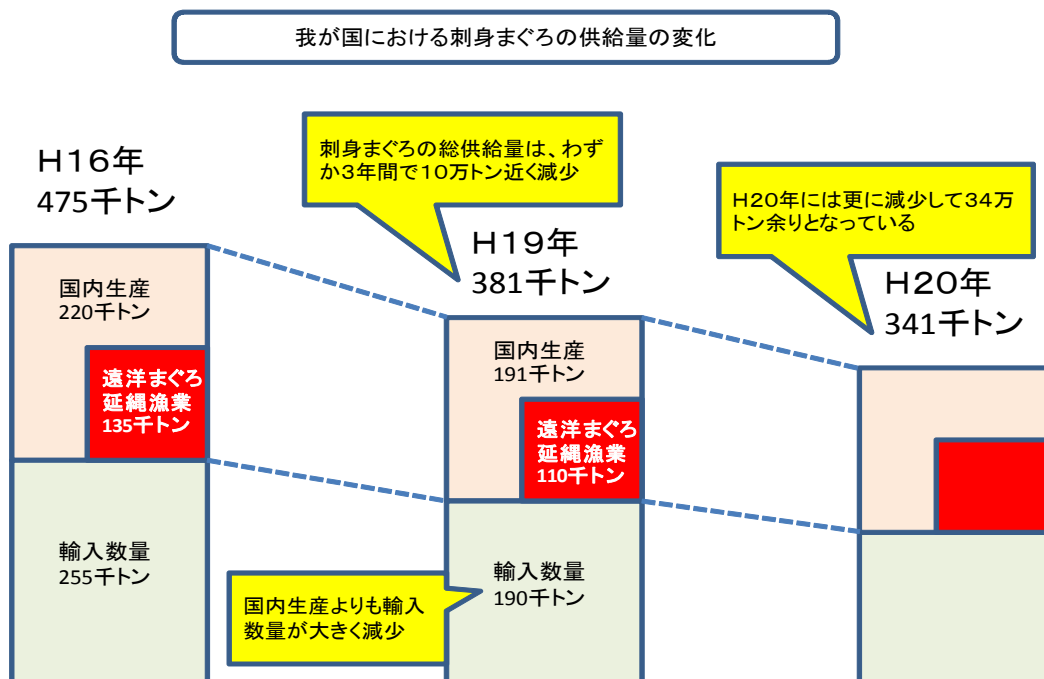 我が国における刺身まぐろの供給量の変化
H16年
475千トン
刺身まぐろの総供給量は、わず
か3年間で10万トン近く減少
H19年
381千トン
H20年には更に減少して34万
トン余りとなっている
H20年
341千トン
国内生産
220千トン
遠洋まぐろ
延縄漁業
135千トン
国内生産
191千トン
遠洋まぐろ
延縄漁業
110千トン
輸入数量
255千トン
国内生産よりも輸入
数量が大きく減少
輸入数量
190千トン